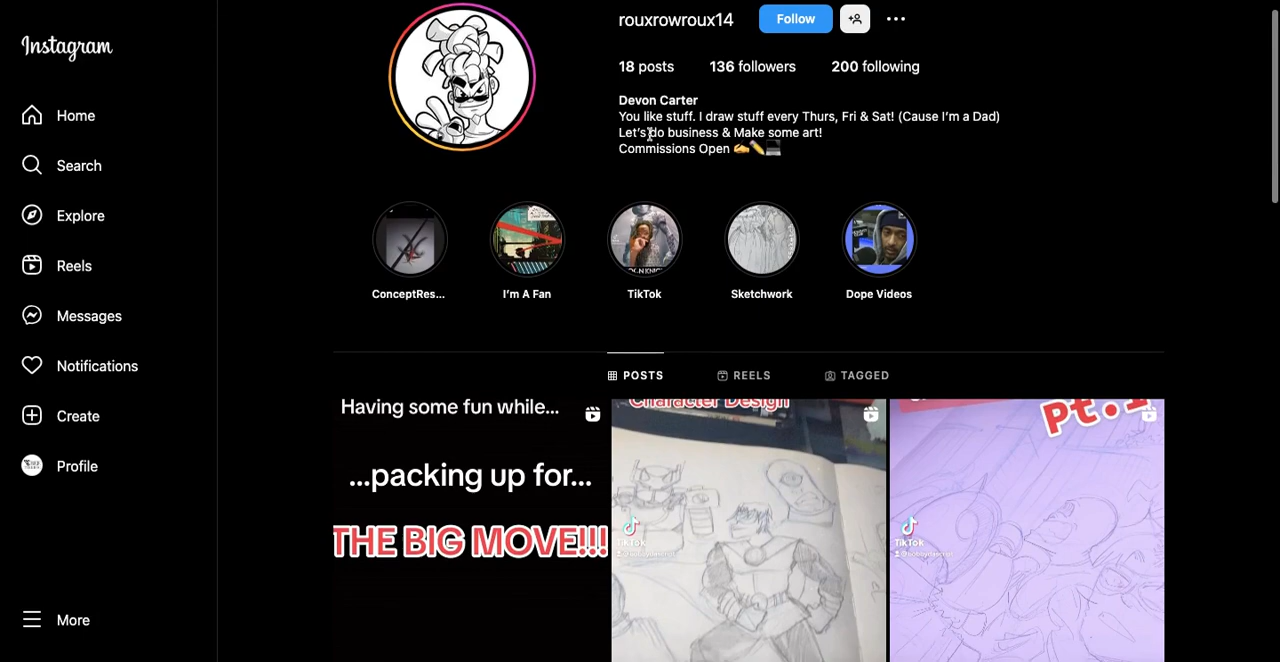 Instagram
Home
Search
Explore
Reels
Messages
Notifications
Create
Profile
More
rouxrowroux14
Follow
18 posts 136 followers 200 following
Devon Carter
You like stuff. I draw stuff every Thurs, Fri & Sat! (Cause I'm a Dad)
Let's do business & Make some art!
Commissions Open ✍️✏️💻
ConceptRes...
I'm A Fan
TikTok
Sketchwork
Dope Videos
POSTS
REELS
TAGGED
Having some fun while...
...packing up for...
THE BIG MOVE!!!
Character Design
TikTok
Pt.1
TikTok